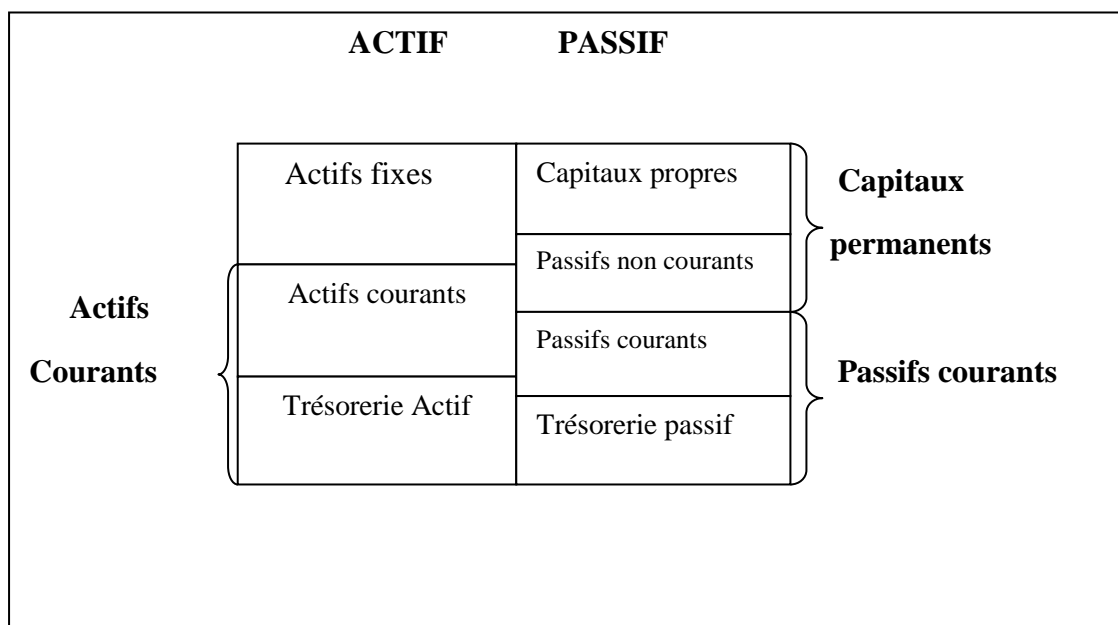 ACTIF PASSIF
Actifs fixes
Capitaux propres
Passifs non courants
Capitaux
permanents
Actifs
Courants
Actifs courants
Trésorerie Actif
Passifs courants
Trésorerie passif
Passifs courants